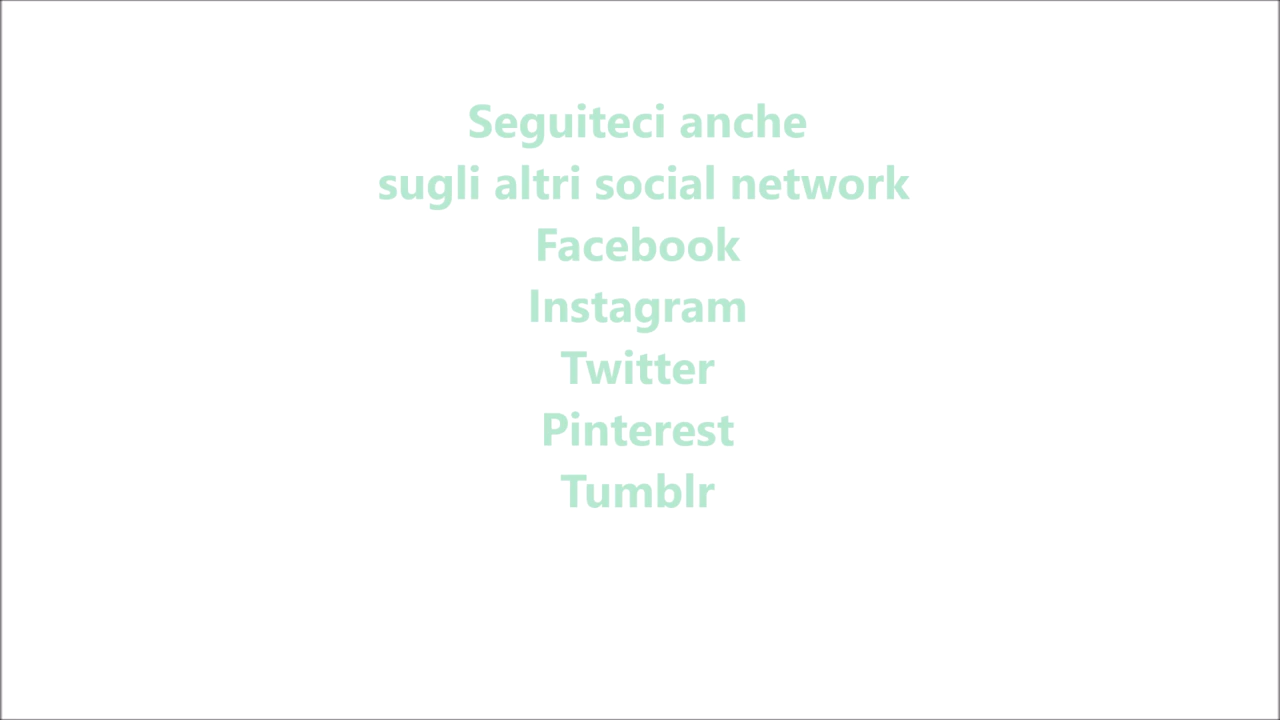 Seguiteci anche
sugli altri social network
Facebook
Instagram
Twitter
Pinterest
Tumblr